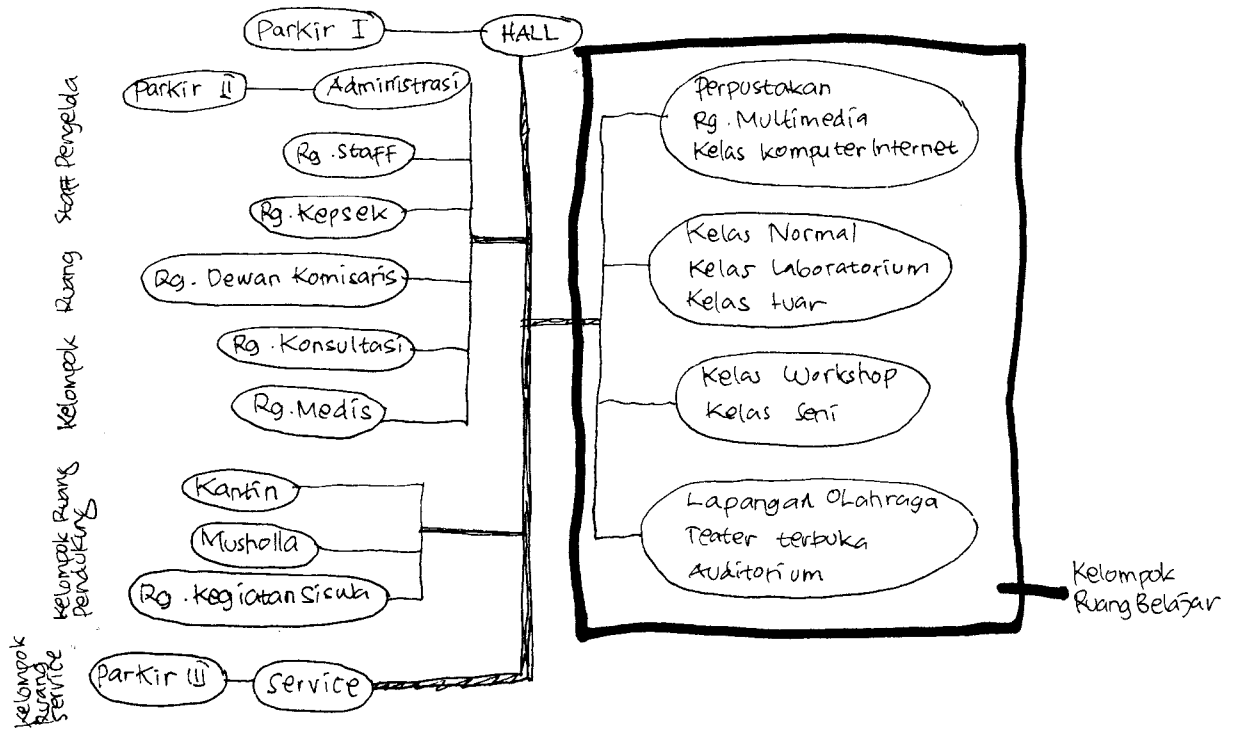 Parkir I
HALL
Parkir II
Administrasi
Rg. Staff
Rg. Kepsek
Rg. Dewan Komisaris
Rg. Konsultasi
Rg. Medis
Kelompok Ruang Staff Pengelola
Kantin
Musholla
Rg. Kegiatan Siswa
Kelompok Ruang
Pendukung
Parkir III
Service
Kelompok
Ruang
Service
Perpustakan
Rg. Multimedia
Kelas Komputer Internet
Kelas Normal
Kelas Laboratorium
Kelas Luar
Kelas Workshop
Kelas Seni
Lapangan Olahraga
Teater terbuka
Auditorium
Kelompok
Ruang Belajar